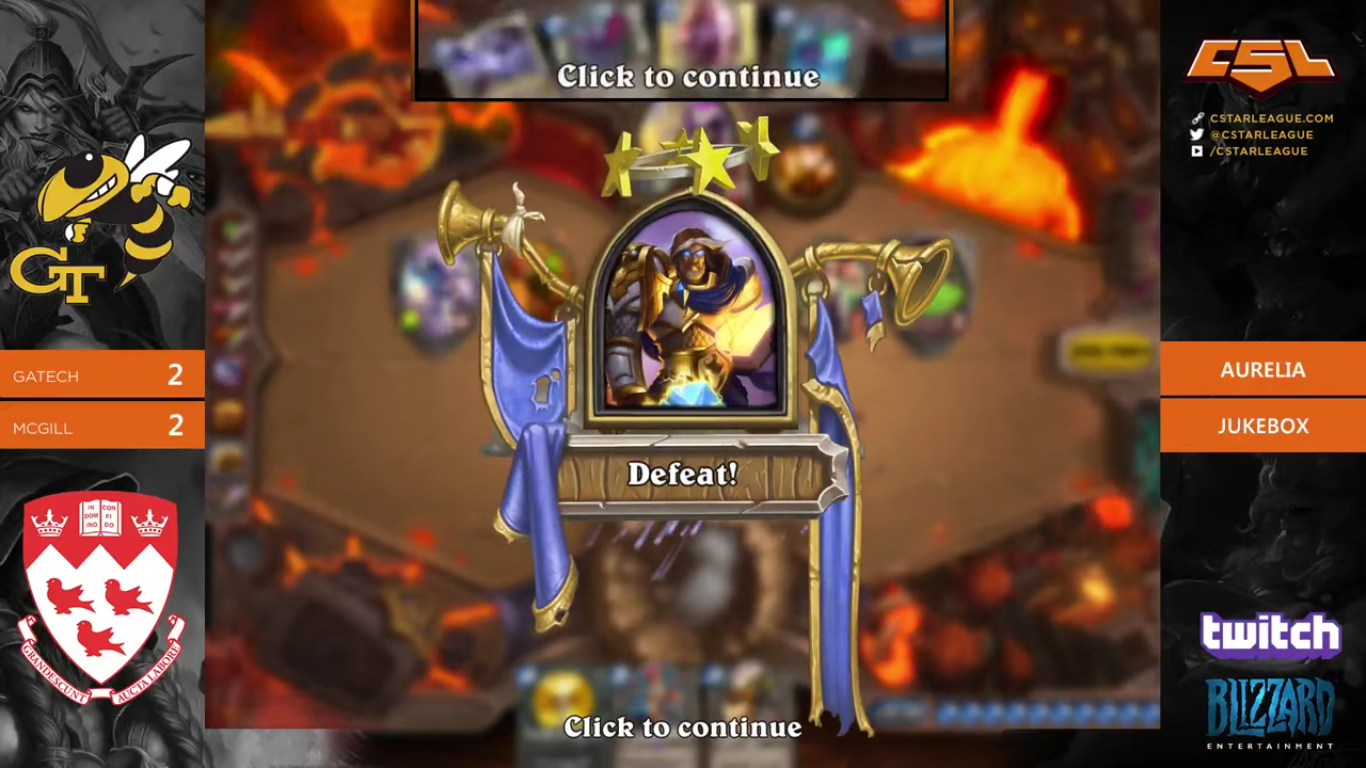 Click to continue
CSL
CSTARLEAGUE.COM
@CSTARLEAGUE
/CSTARLEAGUE
GT
GATECH 2
MCGILL 2
AURELIA
JUKEBOX
Defeat!
IN DOMINO CONFIDO
GRANDESCUNT AUCTA LABORE
twitch
BLIZZARD
ENTERTAINMENT
Click to continue